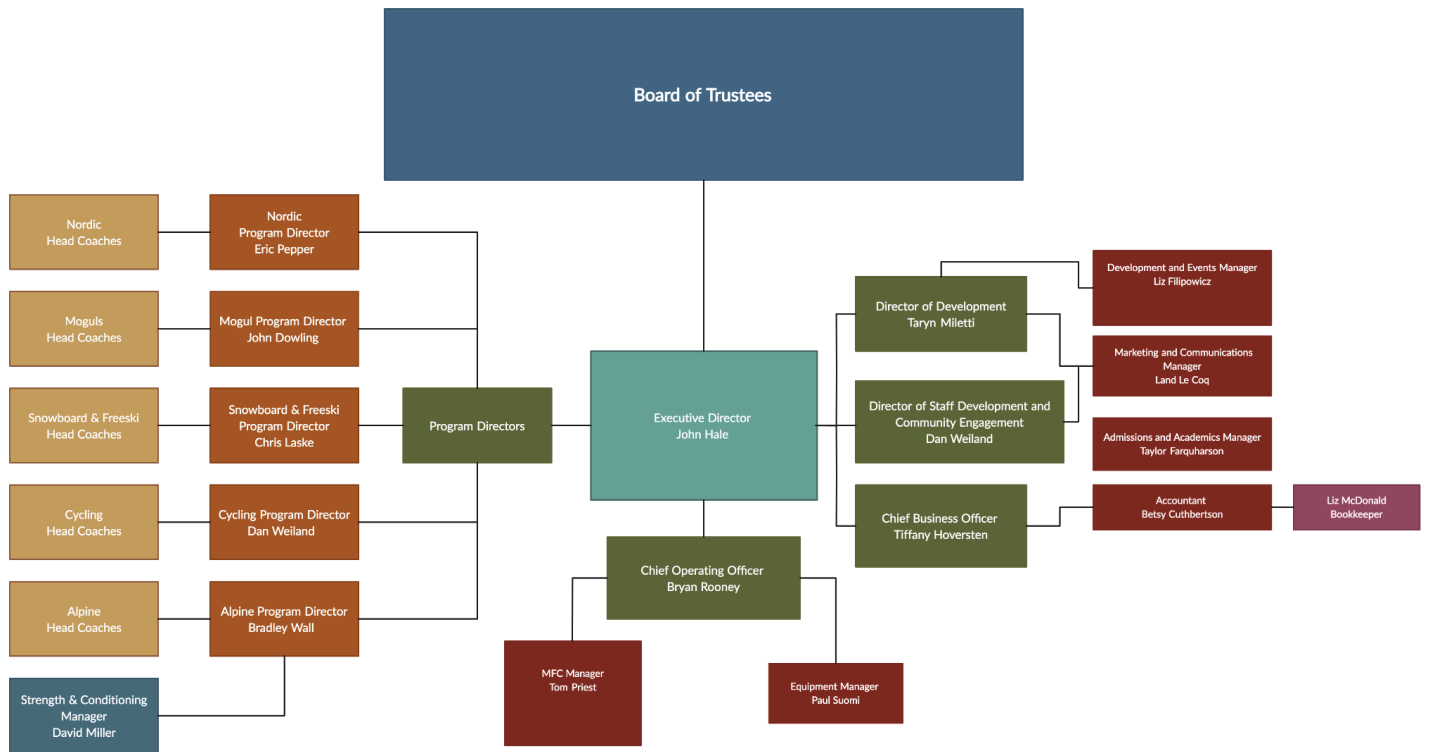 Board of Trustees
Nordic
Head Coaches
Nordic
Program Director
Eric Pepper
Moguls
Head Coaches
Mogul Program Director
John Dowling
Snowboard & Freeski
Head Coaches
Snowboard & Freeski
Program Director
Chris Laske
Program Directors
Cycling
Head Coaches
Cycling Program Director
Dan Weiland
Alpine
Head Coaches
Alpine Program Director
Bradley Wall
Strength & Conditioning
Manager
David Miller
Executive Director
John Hale
Chief Operating Officer
Bryan Rooney
MFC Manager
Tom Priest
Equipment Manager
Paul Suomi
Director of Development
Taryn Miletti
Director of Staff Development and
Community Engagement
Dan Weiland
Chief Business Officer
Tiffany Hoversten
Development and Events Manager
Liz Filipowicz
Marketing and Communications
Manager
Land Le Coq
Admissions and Academics Manager
Taylor Farquharson
Accountant
Betsy Cuthbertson
Liz McDonald
Bookkeeper